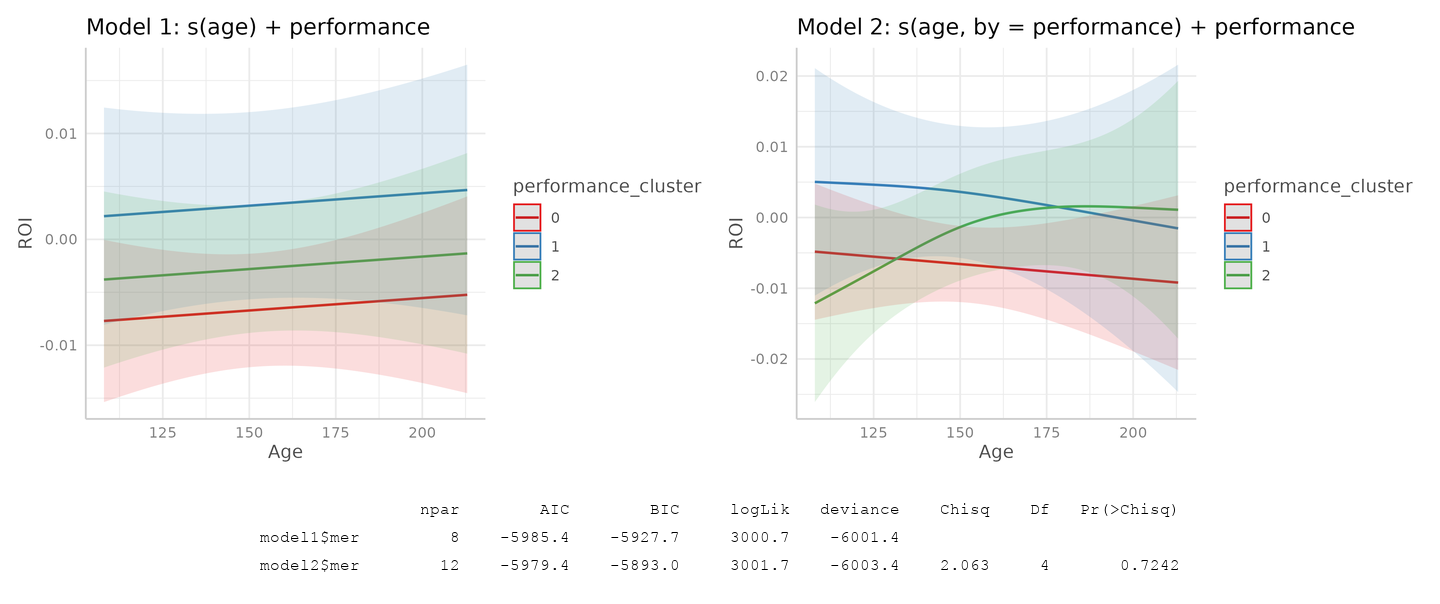 Model 1: s(age) + performance
0.01
0.00
-0.01
125 150 175 200
Age
ROI
performance_cluster
0
1
2
Model 2: s(age, by = performance) + performance
0.02
0.01
0.00
-0.01
-0.02
125 150 175 200
Age
ROI
performance_cluster
0
1
2
npar AIC BIC logLik deviance Chisq Df Pr(>Chisq)
model1$mer 8 -5985.4 -5927.7 3000.7 -6001.4
model2$mer 12 -5979.4 -5893.0 3001.7 -6003.4 2.063 4 0.7242